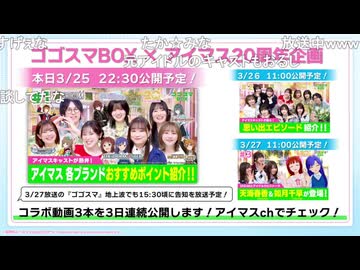 すげぇな
たか☆みな
放送中www
元アイドルのキャストもおる
ゴゴスマBOX×アイマス20周年企画
談してそな
本日3/25 22:30公開予定!
3/26 11:00公開予定!
アイマスキャストが熱弁!
アイマス 各ブランドおすすめポイント紹介!!
思い出エピソード紹介!!
3/27 11:00公開予定!
天海春香&如月千早が登場!
3/27放送の『ゴゴスマ』地上波でも15:30頃に告知を放送予定!
コラボ動画3本を3日連続公開します!アイマスchでチェック!